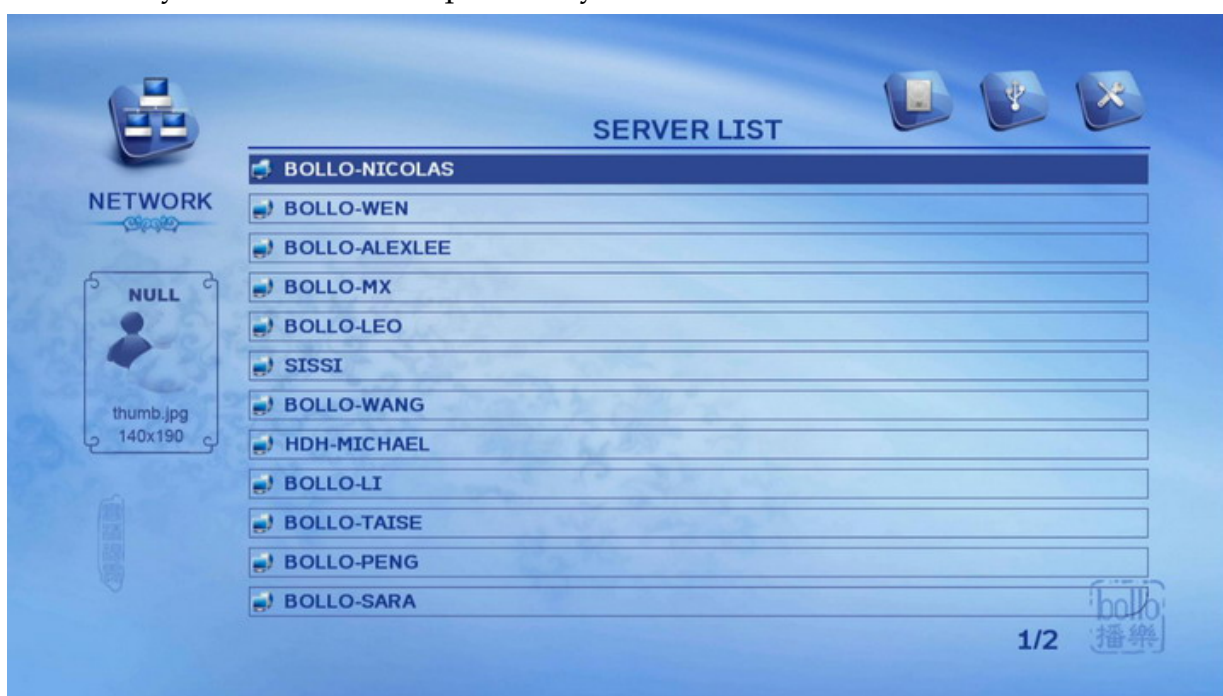 SERVER LIST
NETWORK
BOLLO-NICOLAS
BOLLO-WEN
BOLLO-ALEXLEE
BOLLO-MX
BOLLO-LEO
SISSI
BOLLO-WANG
HDH-MICHAEL
BOLLO-LI
BOLLO-TAISE
BOLLO-PENG
BOLLO-SARA
NULL
thumb.jpg
140x190
1/2
bollo
播樂